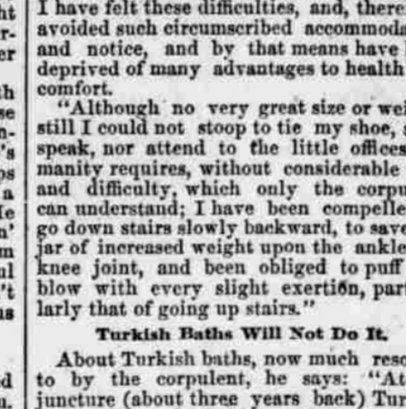 I have felt these difficulties, and, there
avoided such circumscribed accommoda
and notice, and by that means have
deprived of many advantages to health
comfort.
"Although no very great size or wei
still I could not stoop to tie my shoe,
speak, nor attend to the little offices
manity requires, without considerable
and difficulty, which only the corpu
can understand; I have been compelle
go down stairs slowly backward, to save
jar of increased weight upon the ankle
knee joint, and been obliged to puff
blow with every slight exertion, part
larly that of going up stairs."
Turkish Baths Will Not Do It.
About Turkish baths, now much reso
to by the corpulent, he says: "At
juncture (about three years back) Tur